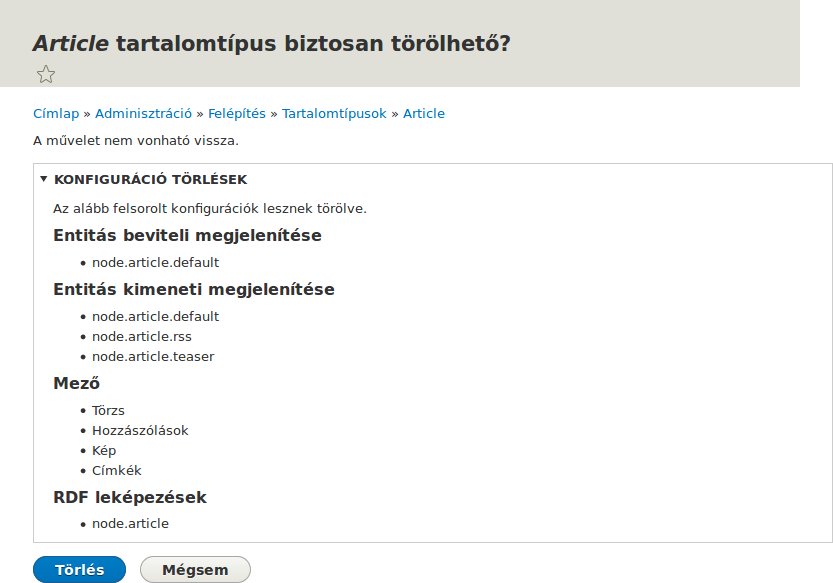 Article tartalomtípus biztosan törölhető?
Címlap » Adminisztráció » Felépítés » Tartalomtípusok » Article
A művelet nem vonható vissza.
KONFIGURÁCIÓ TÖRLÉSEK
Az alább felsorolt konfigurációk lesznek törölve.
Entitás beviteli megjelenítése
• node.article.default
Entitás kimeneti megjelenítése
• node.article.default
• node.article.rss
• node.article.teaser
Mező
• Törzs
• Hozzászólások
• Kép
• Címkék
RDF leképezések
• node.article
Törlés Mégsem